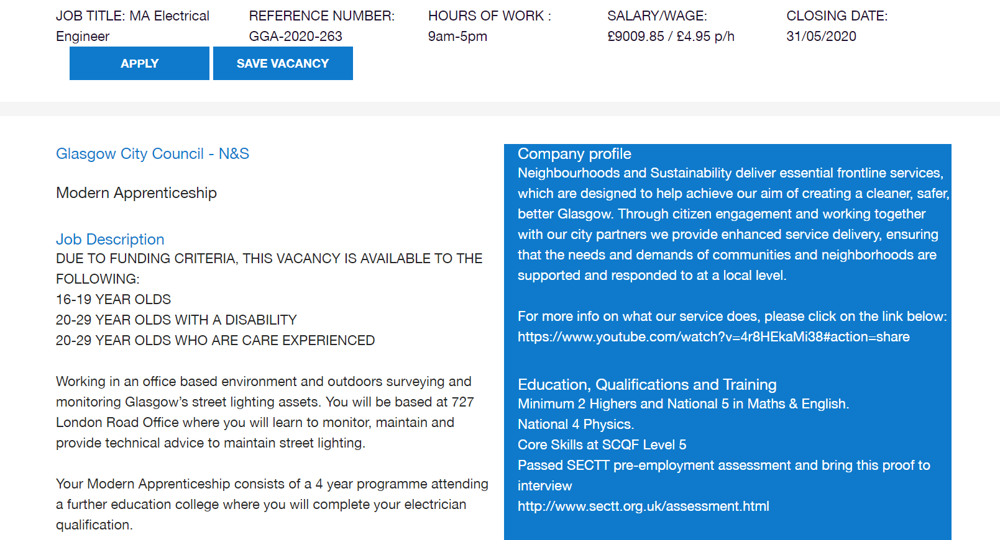 JOB TITLE: MA Electrical Engineer
REFERENCE NUMBER: GGA-2020-263
HOURS OF WORK : 9am-5pm
SALARY/WAGE: £9009.85 / £4.95 p/h
CLOSING DATE: 31/05/2020
APPLY
SAVE VACANCY
Glasgow City Council - N&S
Modern Apprenticeship
Job Description
DUE TO FUNDING CRITERIA, THIS VACANCY IS AVAILABLE TO THE
FOLLOWING:
16-19 YEAR OLDS
20-29 YEAR OLDS WITH A DISABILITY
20-29 YEAR OLDS WHO ARE CARE EXPERIENCED
Working in an office based environment and outdoors surveying and
monitoring Glasgow’s street lighting assets. You will be based at 727
London Road Office where you will learn to monitor, maintain and
provide technical advice to maintain street lighting.
Your Modern Apprenticeship consists of a 4 year programme attending
a further education college where you will complete your electrician
qualification.
Company profile
Neighbourhoods and Sustainability deliver essential frontline services,
which are designed to help achieve our aim of creating a cleaner, safer,
better Glasgow. Through citizen engagement and working together
with our city partners we provide enhanced service delivery, ensuring
that the needs and demands of communities and neighborhoods are
supported and responded to at a local level.
For more info on what our service does, please click on the link below:
https://www.youtube.com/watch?v=4r8HEkaMi38#action=share
Education, Qualifications and Training
Minimum 2 Highers and National 5 in Maths & English.
National 4 Physics.
Core Skills at SCQF Level 5
Passed SECTT pre-employment assessment and bring this proof to
interview
http://www.sectt.org.uk/assessment.html